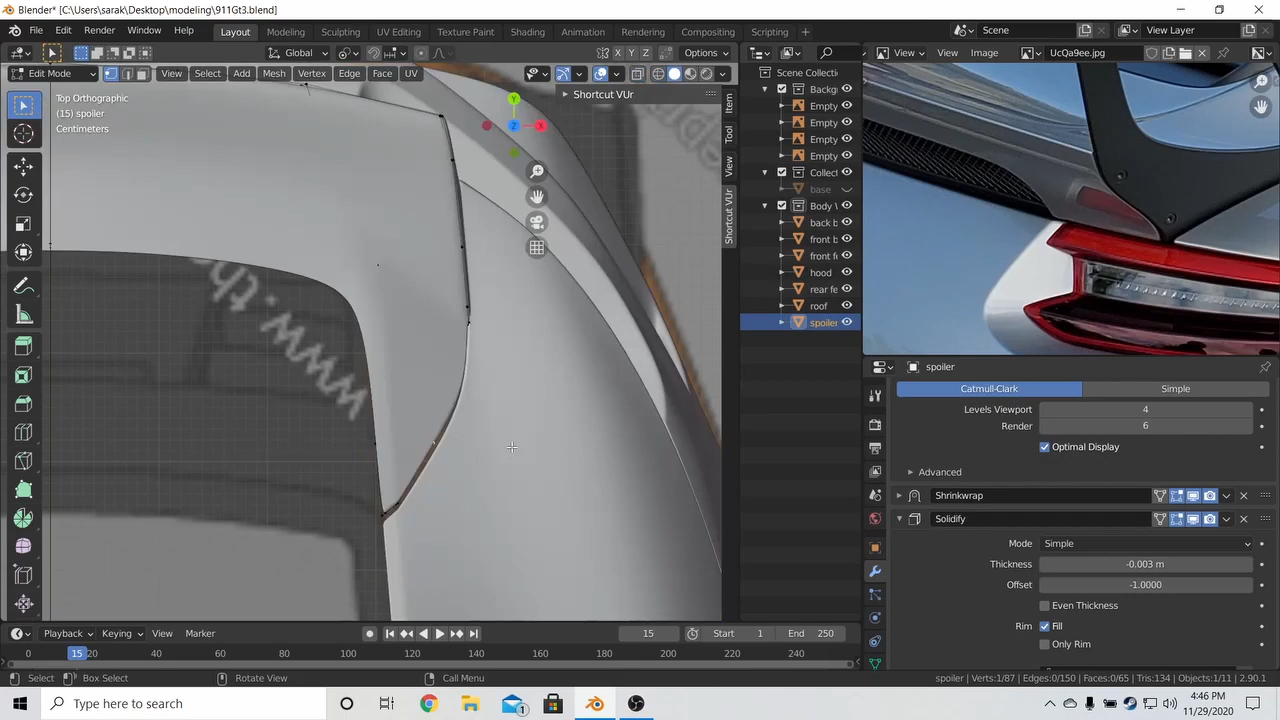 Blender* [C:\Users\sarak\Desktop\modeling\911Gt3.blend]
File Edit Render Window Help
Layout Modeling Sculpting UV Editing Texture Paint Shading Animation Rendering Compositing Scripting +
Scene View Layer
Global X Y Z Options
View View Image UcQa9ee.jpg
Edit Mode View Select Add Mesh Vertex Edge Face UV
Scene Collecti
Top Orthographic
(15) spoiler
Centimeters
Shortcut VUr
Item
Tool
View
Shortcut VUr
Y
Z X
Backg
Empty
Empty
Empty
Empty
Collect
base
Body W
back b
front b
front fe
hood
rear fe
roof
spoiler
www.th
spoiler
Catmull-Clark Simple
Levels Viewport 4
Render 6
Optimal Display
Advanced
Shrinkwrap
Solidify
Mode Simple
Thickness -0.003 m
Offset -1.0000
Even Thickness
Rim Fill
Only Rim
Playback Keying View Marker 15 Start 1 End 250
0 15 20 40 60 80 100 120 140 160 180 200 220 240
Select Box Select Rotate View Call Menu
spoiler | Verts:1/87 | Edges:0/150 | Faces:0/65 | Tris:134 | Objects:1/11 | 2.90.1
Type here to search
1
4:46 PM
11/29/2020